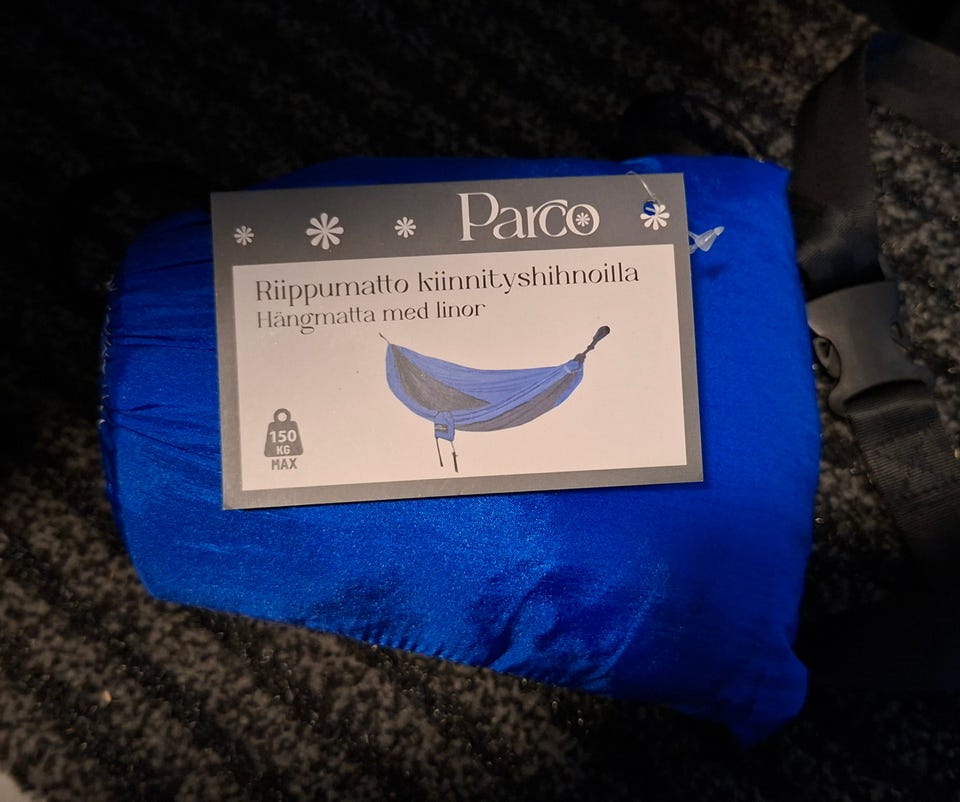 Parco
Riippumatto kiinnityshihnoilla
Hängmatta med linor
150
KG
MAX